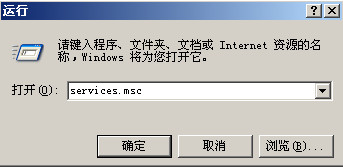 运行
请键入程序、文件夹、文档或 Internet 资源的名
称，Windows 将为您打开它。
打开(O): services.msc
确定 取消 浏览(B)...